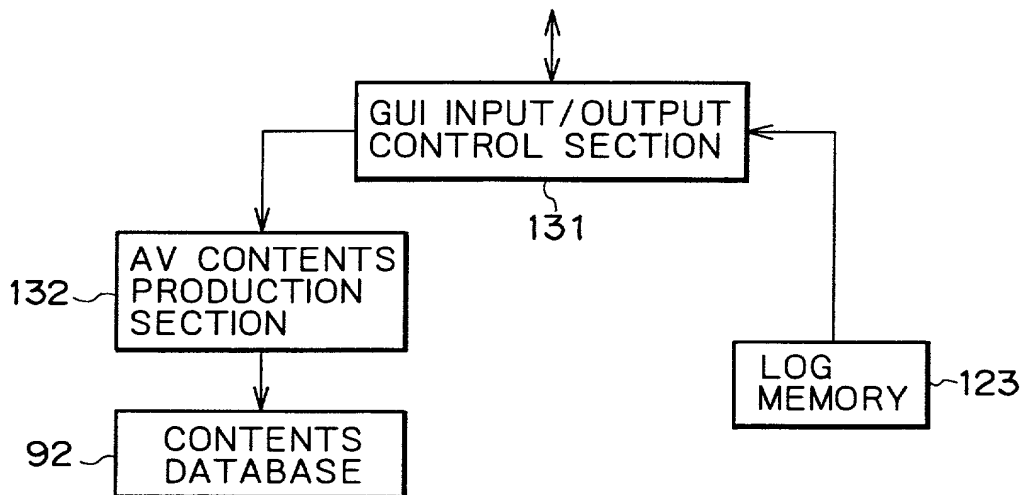 GUI INPUT/OUTPUT
CONTROL SECTION
131
AV CONTENTS
PRODUCTION
SECTION
132
LOG
MEMORY
123
CONTENTS
DATABASE
92